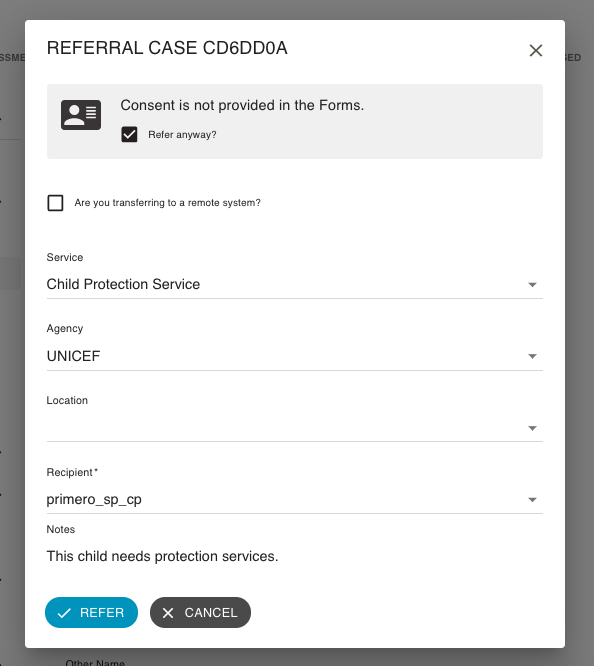 REFERRAL CASE CD6DD0A
Consent is not provided in the Forms.
Refer anyway?
Are you transferring to a remote system?
Service
Child Protection Service
Agency
UNICEF
Location
Recipient*
primero_sp_cp
Notes
This child needs protection services.
REFER
CANCEL
Other Name